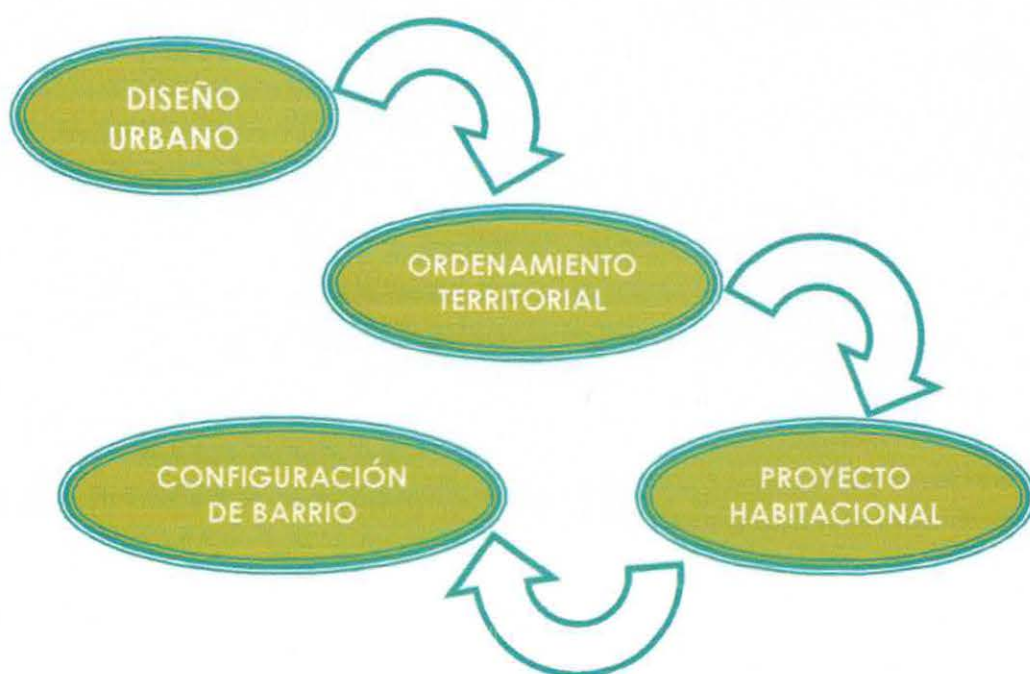 DISEÑO
URBANO
ORDENAMIENTO
TERRITORIAL
PROYECTO
HABITACIONAL
CONFIGURACIÓN
DE BARRIO